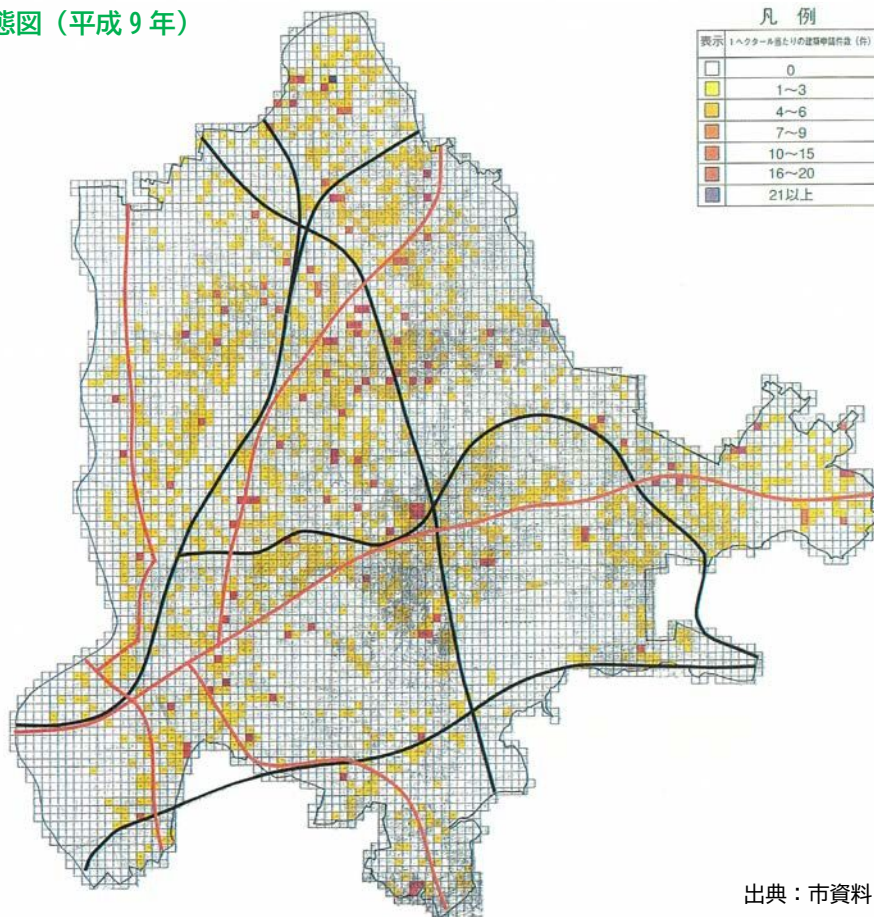 態図（平成９年）
凡 例
表示 １ヘクタール当たりの建築申請件数（件）
0
1～3
4～6
7～9
10～15
16～20
21以上
出典：市資料